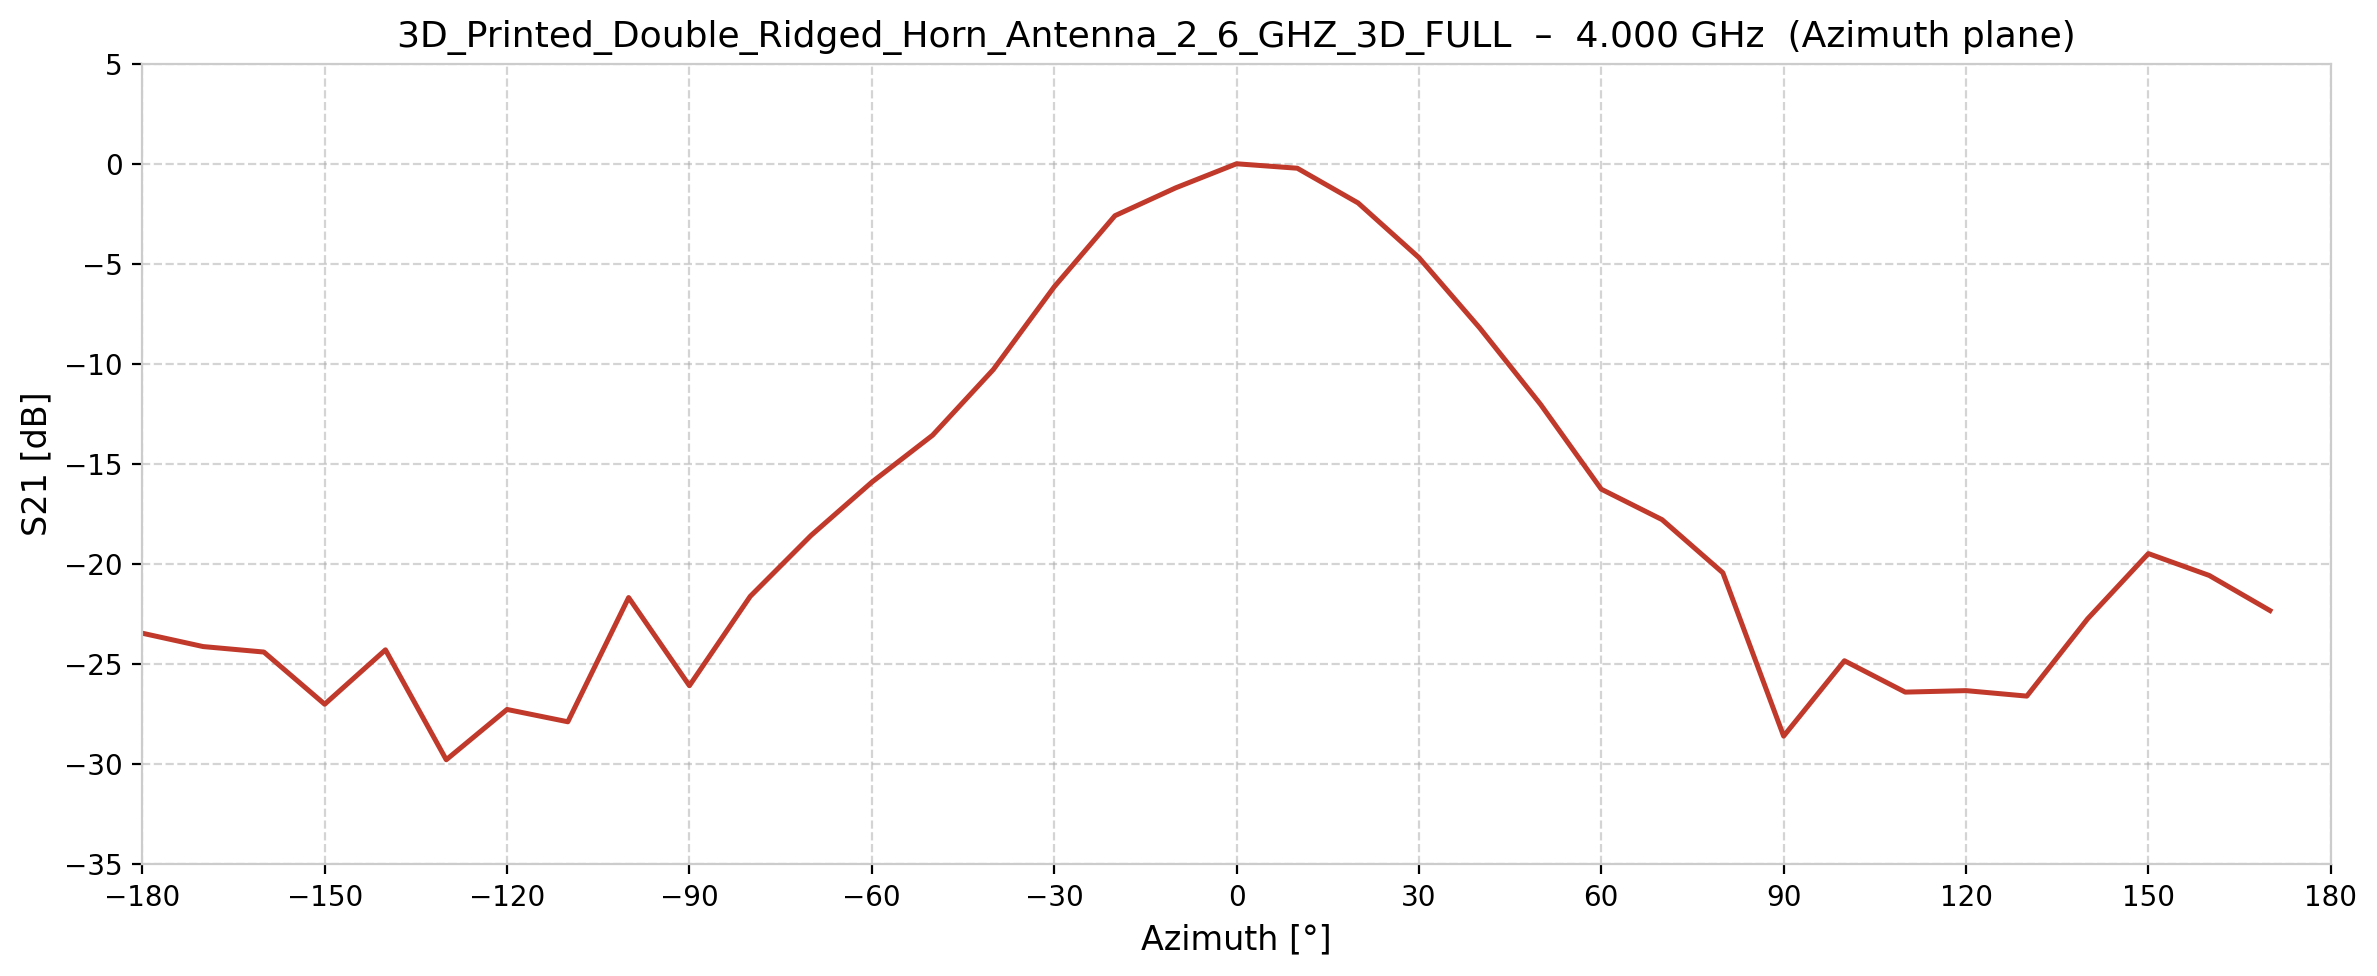 3D_Printed_Double_Ridged_Horn_Antenna_2_6_GHZ_3D_FULL – 4.000 GHz (Azimuth plane)
5
0
−5
−10
−15
−20
−25
−30
−35
S21 [dB]
−180 −150 −120 −90 −60 −30 0 30 60 90 120 150 180
Azimuth [°]